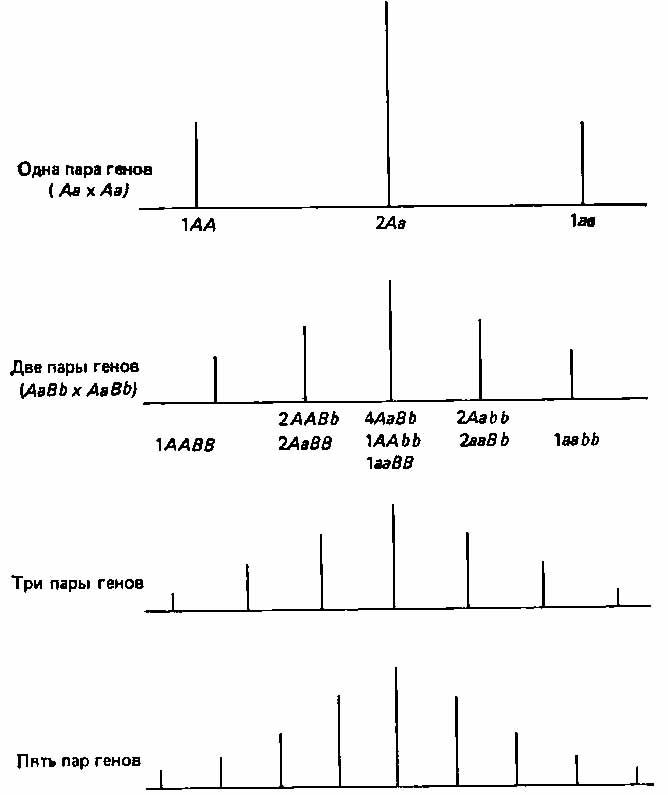 Одна пара генов
(Aa x Aa)
1AA 2Aa 1aa
Две пары генов
(AaBb x AaBb)
2AABb 4AaBb 2Aabb
1AABB 2AaBB 1AAbb 2aaBb 1aabb
1aaBB
Три пары генов
Пять пар генов